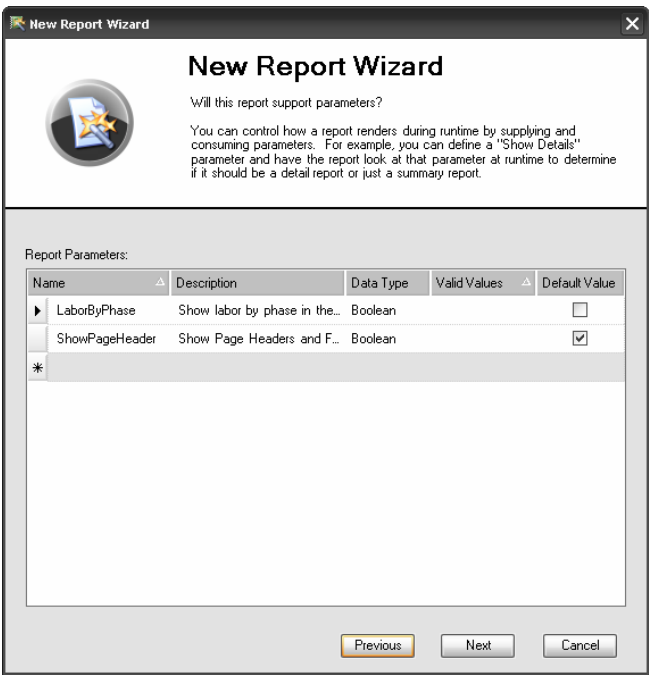 New Report Wizard
New Report Wizard
Will this report support parameters?
You can control how a report renders during runtime by supplying and
consuming parameters. For example, you can define a "Show Details"
parameter and have the report look at that parameter at runtime to determine
if it should be a detail report or just a summary report.
Report Parameters:
Name Description Data Type Valid Values Default Value
LaborByPhase Show labor by phase in the... Boolean
ShowPageHeader Show Page Headers and F... Boolean
Previous Next Cancel